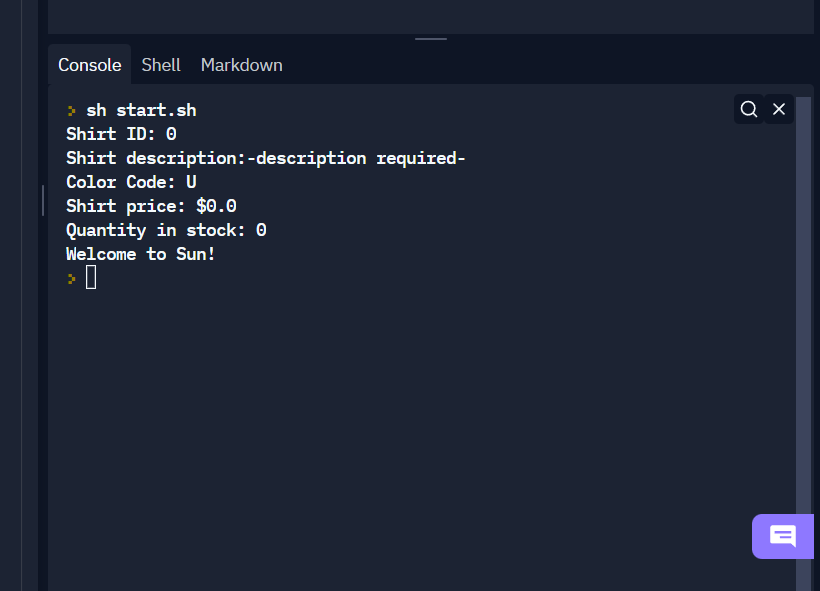 Console Shell Markdown
sh start.sh
Shirt ID: 0
Shirt description:-description required-
Color Code: U
Shirt price: $0.0
Quantity in stock: 0
Welcome to Sun!